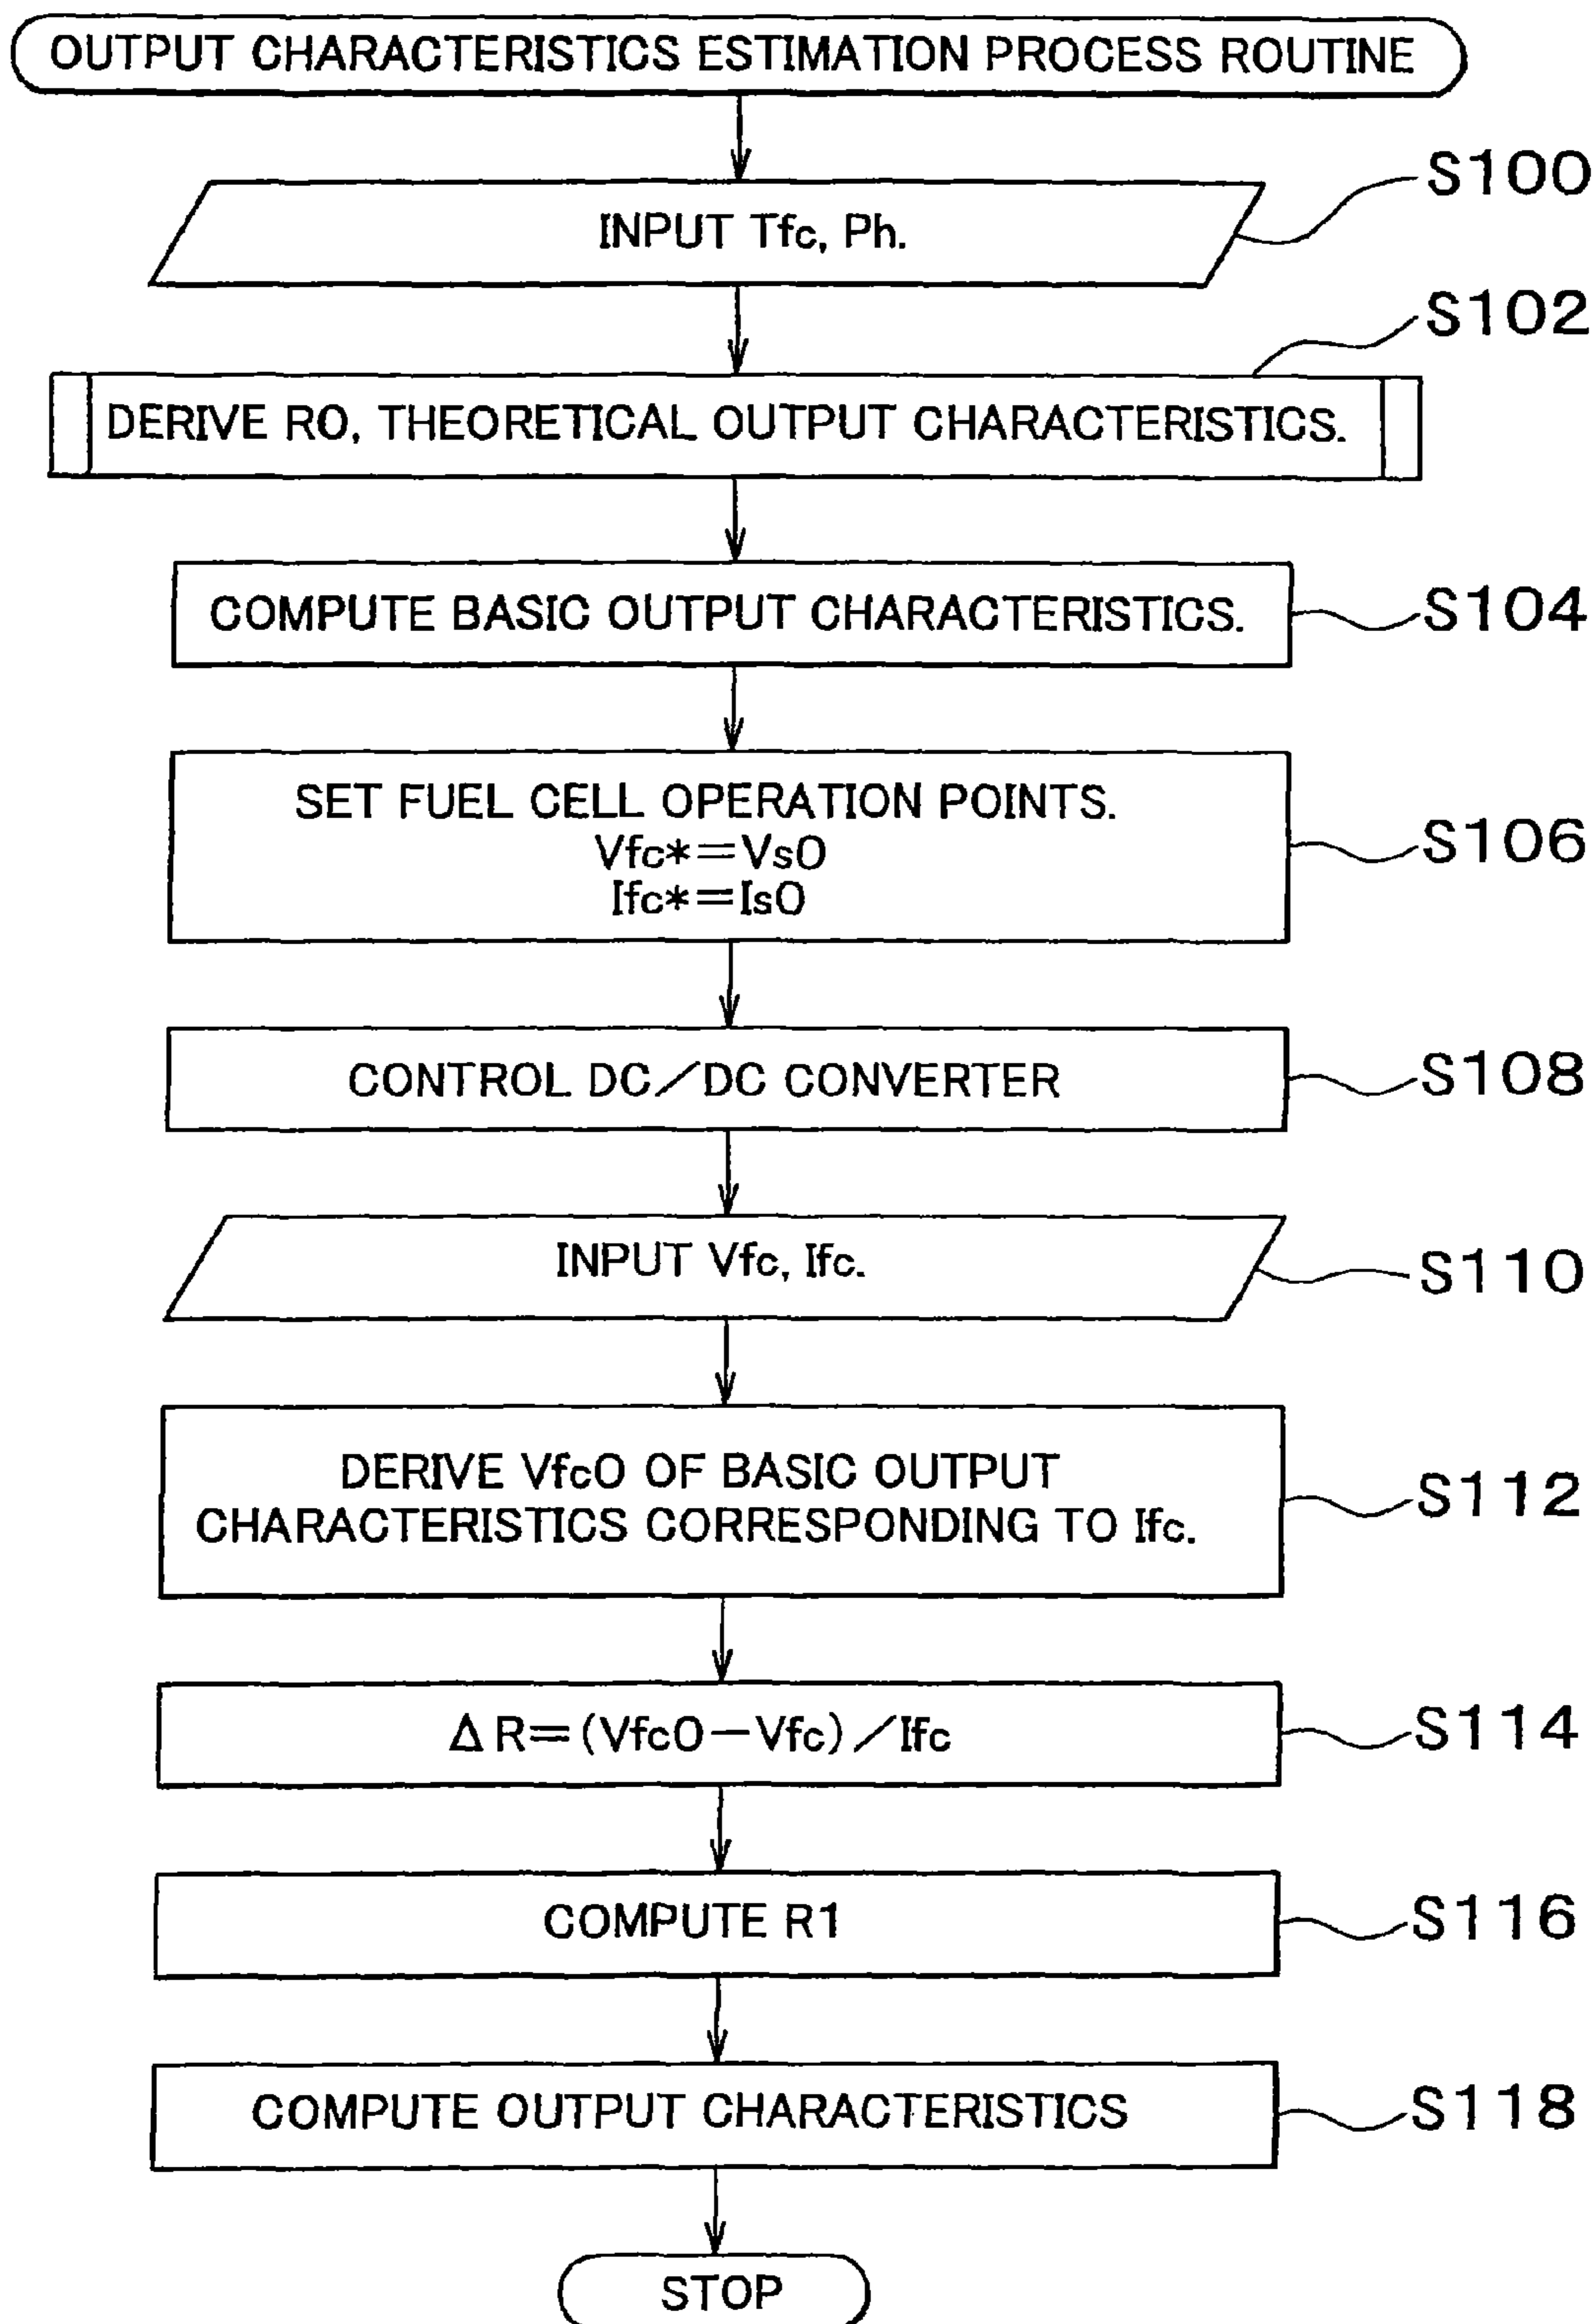 OUTPUT CHARACTERISTICS ESTIMATION PROCESS ROUTINE
S100
INPUT Tfc, Ph.
S102
DERIVE R0, THEORETICAL OUTPUT CHARACTERISTICS.
COMPUTE BASIC OUTPUT CHARACTERISTICS.
S104
SET FUEL CELL OPERATION POINTS.
Vfc*=Vs0
Ifc*=Is0
S106
CONTROL DC/DC CONVERTER
S108
INPUT Vfc, Ifc.
S110
DERIVE Vfc0 OF BASIC OUTPUT
CHARACTERISTICS CORRESPONDING TO Ifc.
S112
ΔR=(Vfc0-Vfc)/Ifc
S114
COMPUTE R1
S116
COMPUTE OUTPUT CHARACTERISTICS
S118
STOP